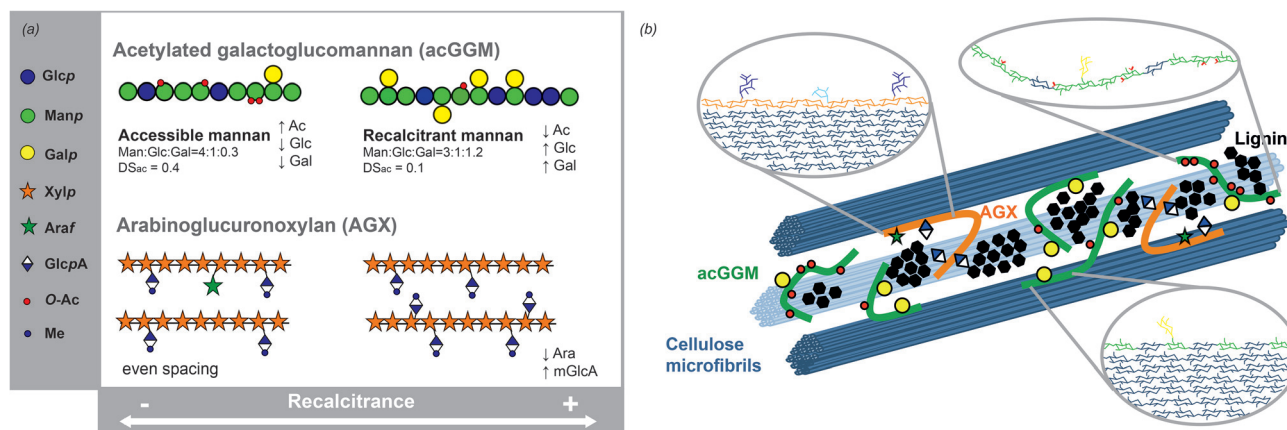 (a)
Glcp
Manp
Galp
Xylp
Araf
GlcpA
O-Ac
Me
Acetylated galactoglucomannan (acGGM)
Accessible mannan
Man:Glc:Gal=4:1:0.3
DSac = 0.4
↑ Ac
↓ Glc
↓ Gal
Recalcitrant mannan
Man:Glc:Gal=3:1:1.2
DSac = 0.1
↓ Ac
↑ Glc
↑ Gal
Arabinoglucuronoxylan (AGX)
even spacing
↓ Ara
↑ mGlcA
- Recalcitrance +
(b)
Lignin
AGX
acGGM
Cellulose
microfibrils